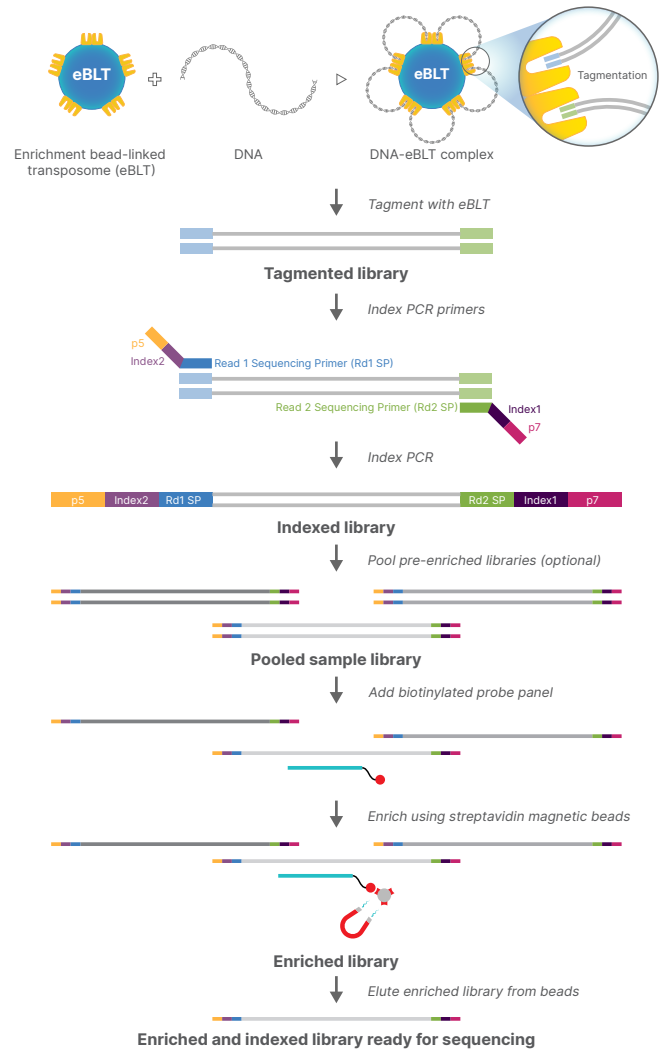 eBLT
eBLT
Tagmentation
Enrichment bead-linked
transposome (eBLT)
DNA
DNA-eBLT complex
Tagment with eBLT
Tagmented library
Index PCR primers
p5
Index2
Read 1 Sequencing Primer (Rd1 SP)
Read 2 Sequencing Primer (Rd2 SP)
Index1
p7
Index PCR
p5 Index2 Rd1 SP Rd2 SP Index1 p7
Indexed library
Pool pre-enriched libraries (optional)
Pooled sample library
Add biotinylated probe panel
Enrich using streptavidin magnetic beads
Enriched library
Elute enriched library from beads
Enriched and indexed library ready for sequencing